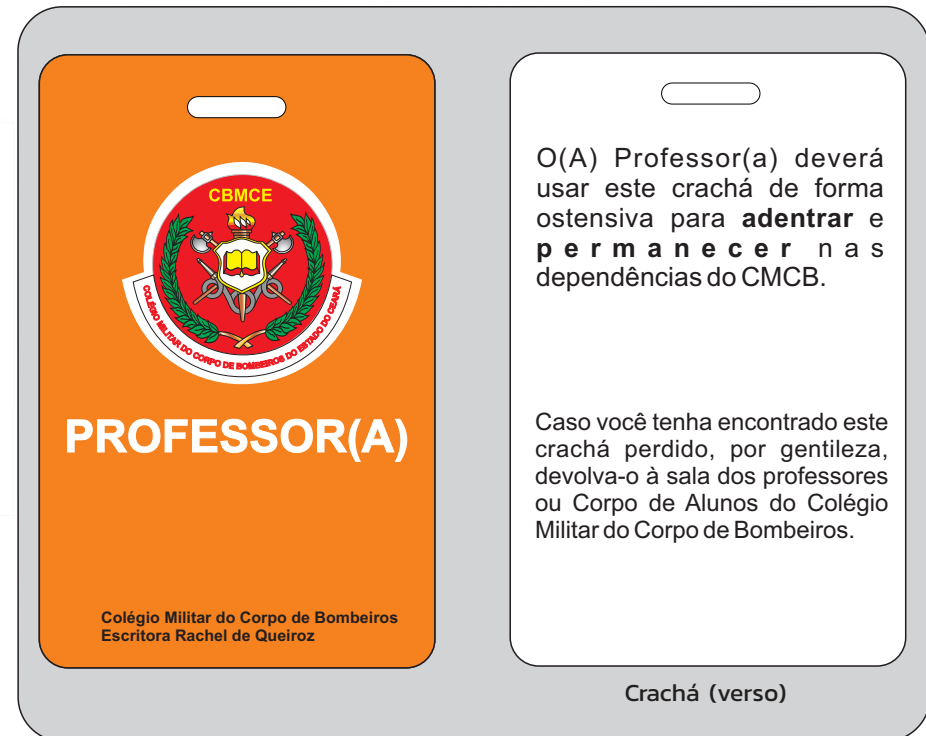 CBMCE
COLÉGIO MILITAR DO CORPO DE BOMBEIROS DO ESTADO DO CEARÁ
PROFESSOR(A)
Colégio Militar do Corpo de Bombeiros
Escritora Rachel de Queiroz
O(A) Professor(a) deverá
usar este crachá de forma
ostensiva para adentrar e
permanecer nas
dependências do CMCB.
Caso você tenha encontrado este
crachá perdido, por gentileza,
devolva-o à sala dos professores
ou Corpo de Alunos do Colégio
Militar do Corpo de Bombeiros.
Crachá (verso)